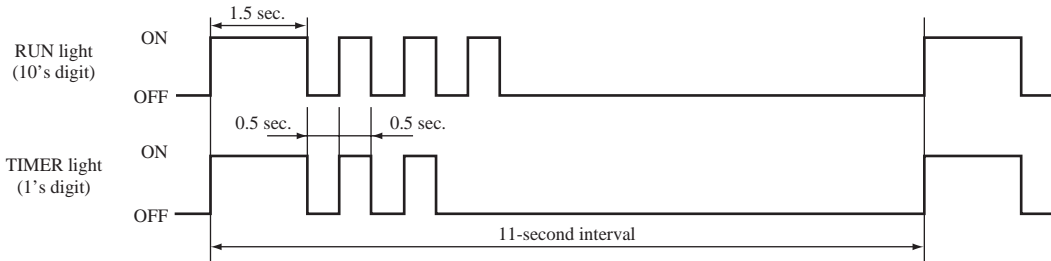 1.5 sec.
RUN light
(10’s digit)
ON
OFF
0.5 sec.
0.5 sec.
TIMER light
(1’s digit)
ON
OFF
11-second interval